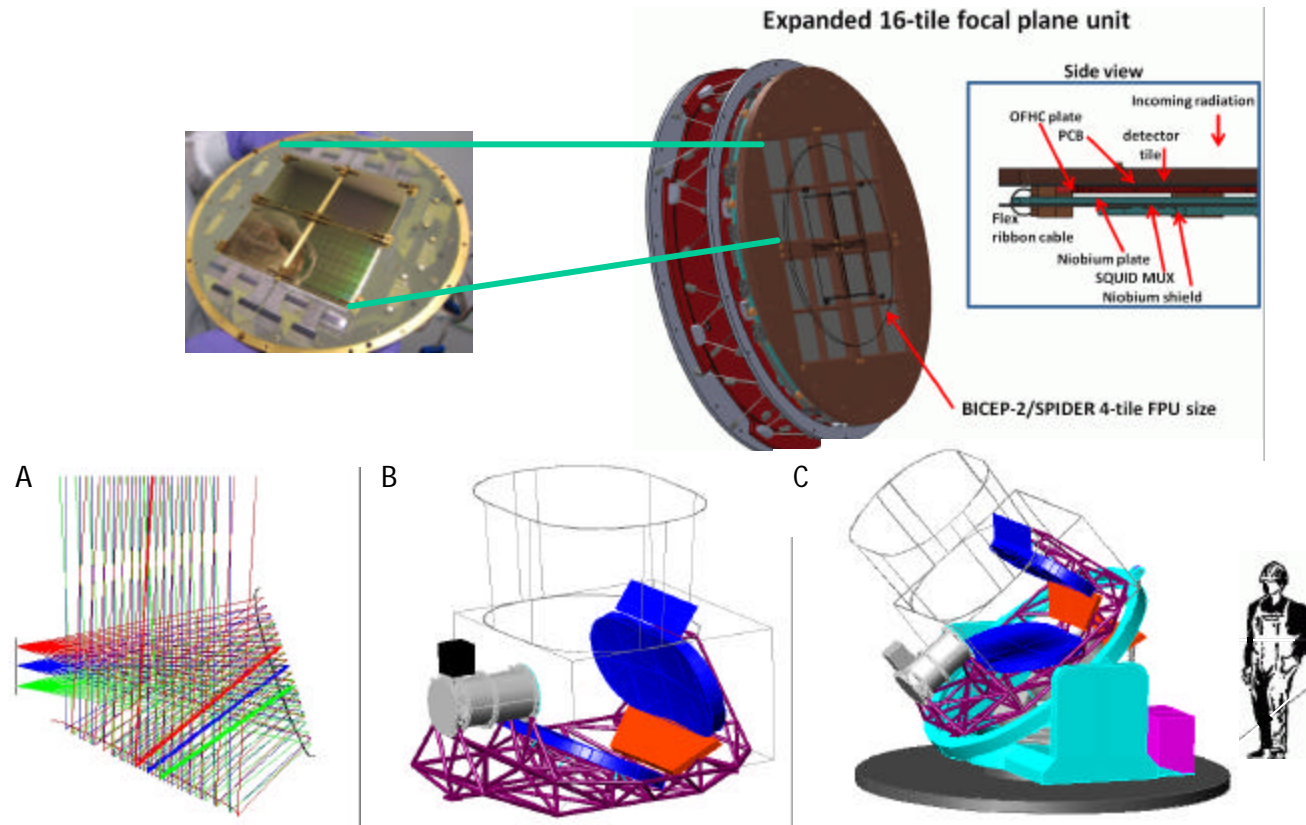 Expanded 16-tile focal plane unit
Side view
Incoming radiation
OFHC plate
PCB
detector
tile
Flex
ribbon cable
Niobium plate
SQUID MUX
Niobium shield
BICEP-2/SPIDER 4-tile FPU size
A
B
C